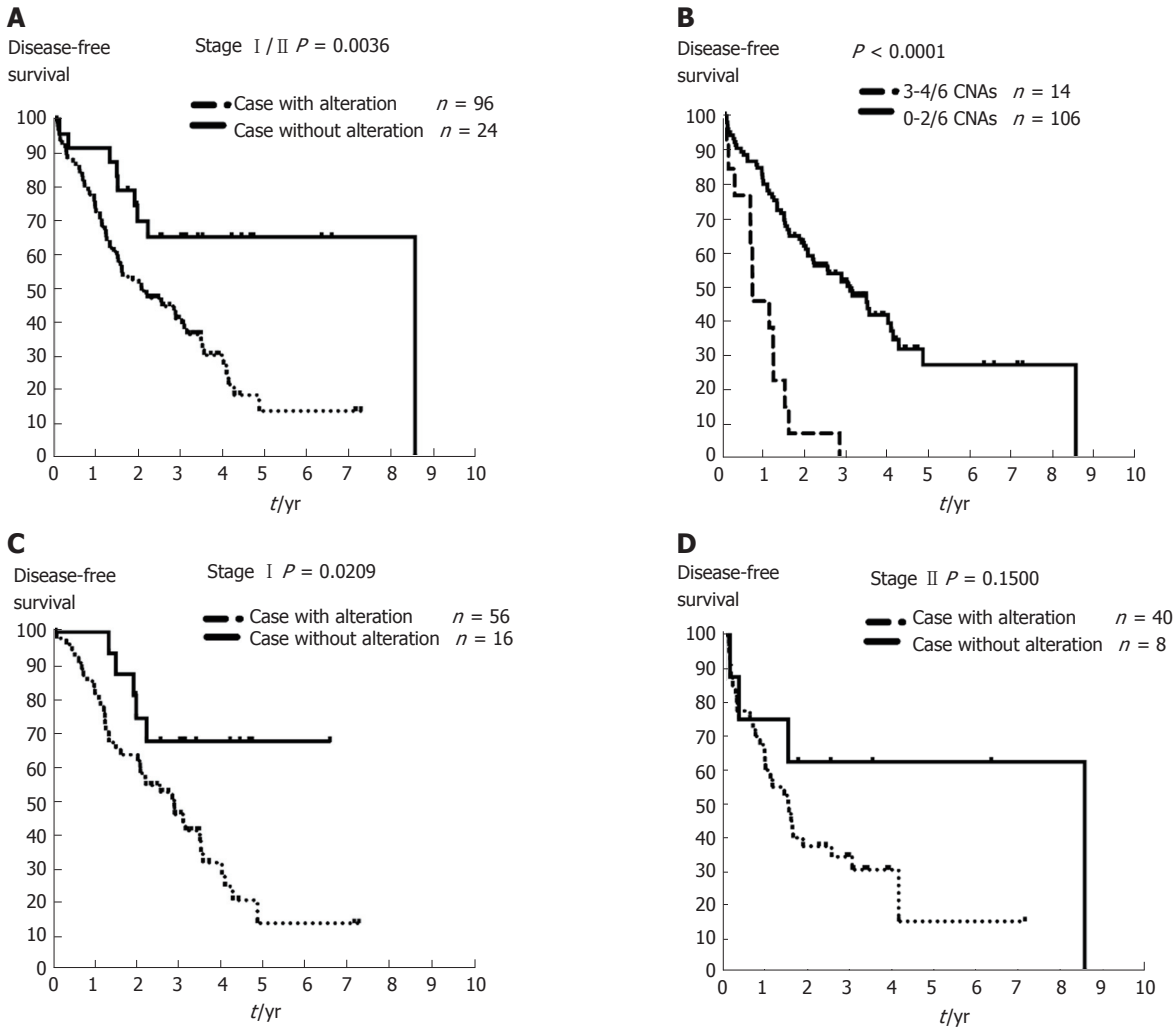 A
Disease-free
survival
Stage Ⅰ/Ⅱ P = 0.0036
Case with alteration n = 96
Case without alteration n = 24
100
90
80
70
60
50
40
30
20
10
0
0 1 2 3 4 5 6 7 8 9 10
t/yr
B
Disease-free
survival
P < 0.0001
3-4/6 CNAs n = 14
0-2/6 CNAs n = 106
100
90
80
70
60
50
40
30
20
10
0
0 1 2 3 4 5 6 7 8 9 10
t/yr
C
Disease-free
survival
Stage Ⅰ P = 0.0209
Case with alteration n = 56
Case without alteration n = 16
100
90
80
70
60
50
40
30
20
10
0
0 1 2 3 4 5 6 7 8 9 10
t/yr
D
Disease-free
survival
Stage Ⅱ P = 0.1500
Case with alteration n = 40
Case without alteration n = 8
100
90
80
70
60
50
40
30
20
10
0
0 1 2 3 4 5 6 7 8 9 10
t/yr